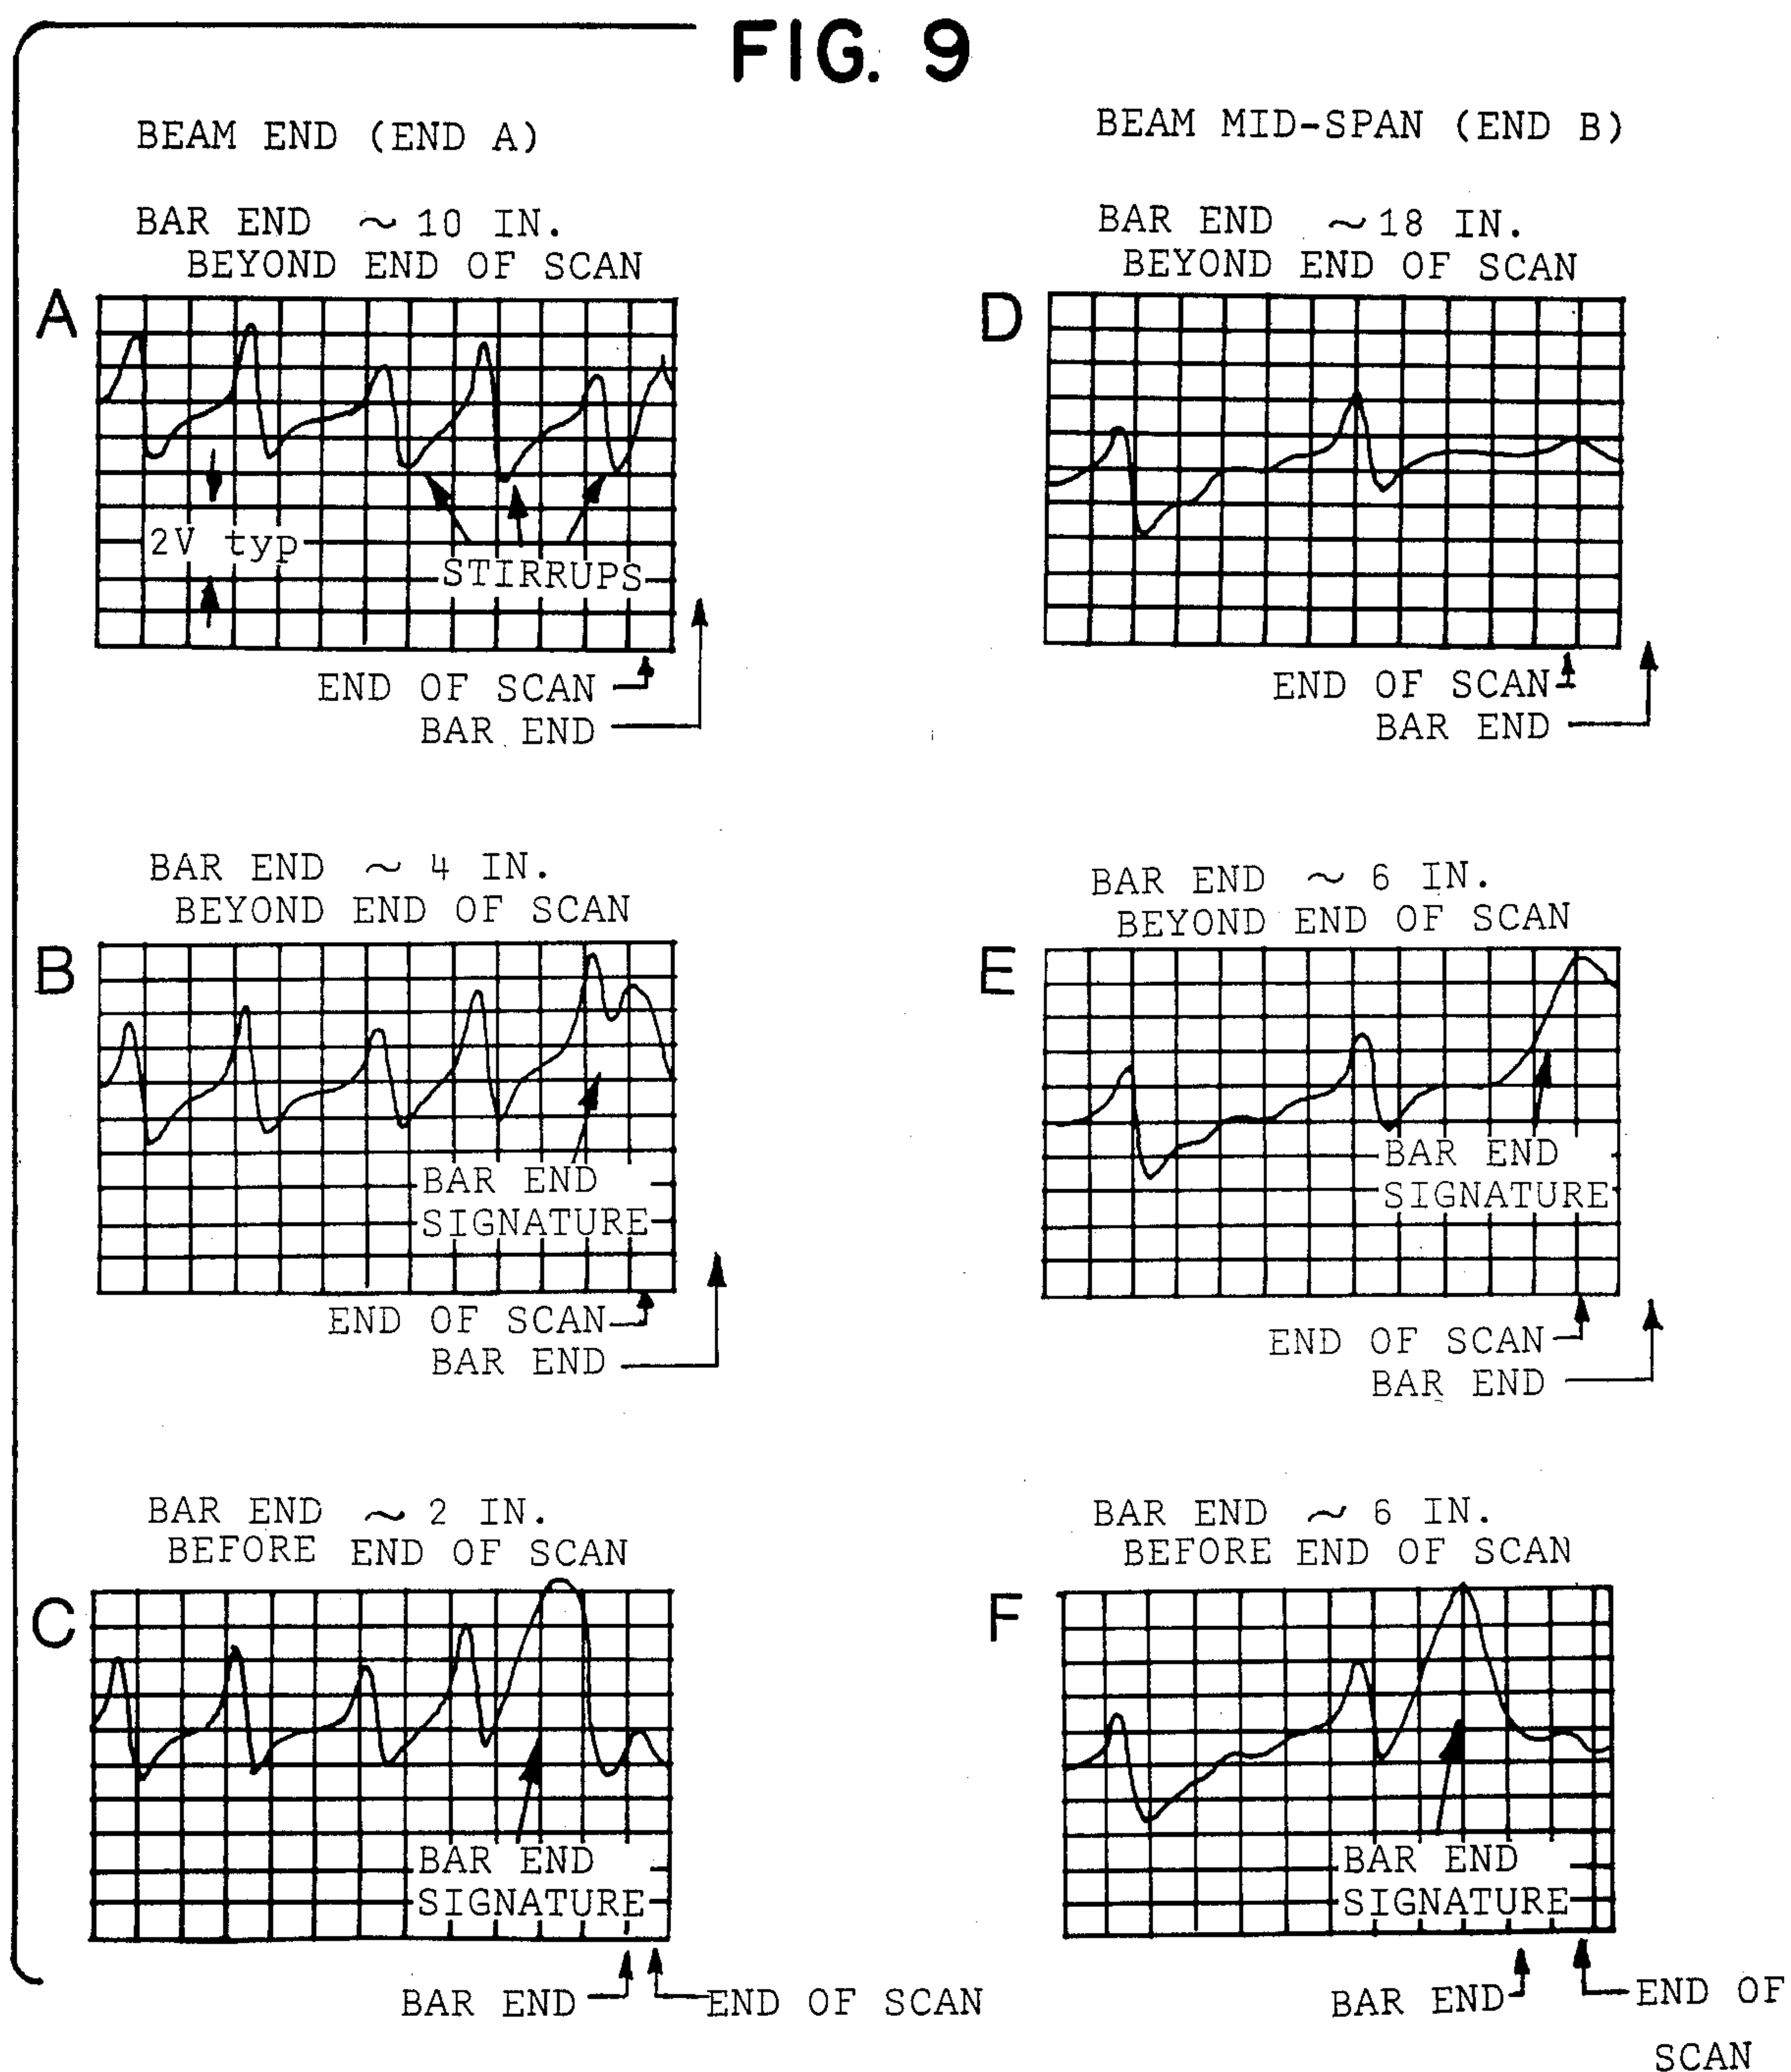 FIG. 9
BEAM END (END A)
BAR END ~ 10 IN.
BEYOND END OF SCAN
A
2V typ
STIRRUPS
END OF SCAN
BAR END
BAR END ~ 4 IN.
BEYOND END OF SCAN
B
BAR END
SIGNATURE
END OF SCAN
BAR END
BAR END ~ 2 IN.
BEFORE END OF SCAN
C
BAR END
SIGNATURE
BAR END
END OF SCAN
BEAM MID-SPAN (END B)
BAR END ~18 IN.
BEYOND END OF SCAN
D
END OF SCAN
BAR END
BAR END ~ 6 IN.
BEYOND END OF SCAN
E
BAR END
SIGNATURE
END OF SCAN
BAR END
BAR END ~ 6 IN.
BEFORE END OF SCAN
F
BAR END
SIGNATURE
BAR END
END OF
SCAN